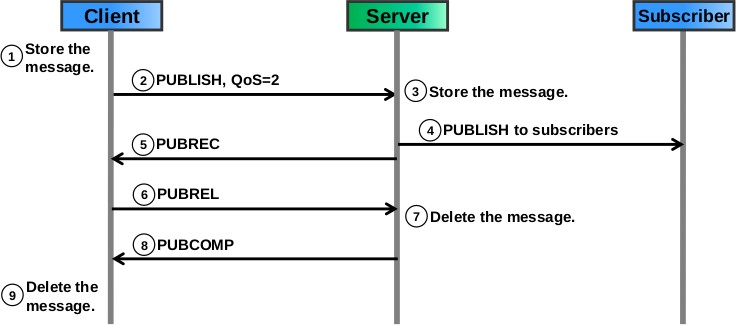 Client
Server
Subscriber
1 Store the
message.
2 PUBLISH, QoS=2
3 Store the message.
4 PUBLISH to subscribers
5 PUBREC
6 PUBREL
7 Delete the message.
8 PUBCOMP
9 Delete the
message.